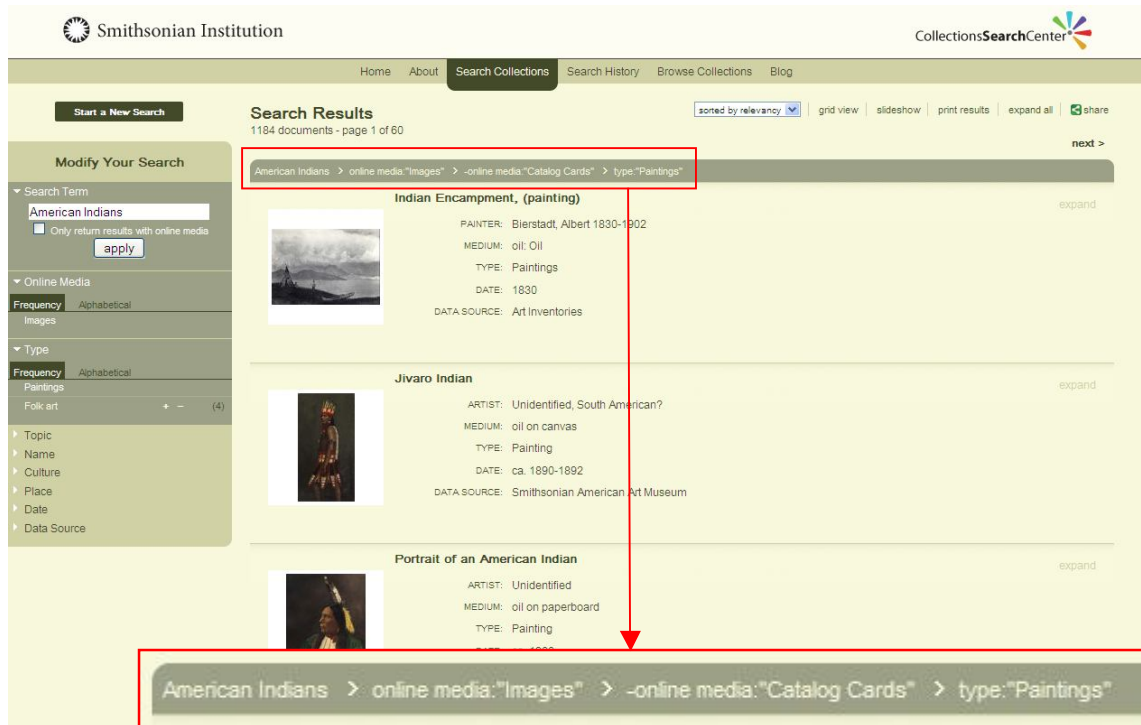 Smithsonian Institution
CollectionsSearchCenter
Home About Search Collections Search History Browse Collections Blog
Start a New Search
Search Results
1184 documents - page 1 of 60
sorted by relevancy grid view slideshow print results expand all share
next >
Modify Your Search
Search Term
American Indians
Only return results with online media
apply
Online Media
Frequency Alphabetical
Images
Type
Frequency Alphabetical
Paintings
Folk art + − (4)
Topic
Name
Culture
Place
Date
Data Source
American Indians > online media:"Images" > -online media:"Catalog Cards" > type:"Paintings"
Indian Encampment, (painting)
expand
PAINTER: Bierstadt, Albert 1830-1902
MEDIUM: oil: Oil
TYPE: Paintings
DATE: 1830
DATA SOURCE: Art Inventories
Jivaro Indian
expand
ARTIST: Unidentified, South American?
MEDIUM: oil on canvas
TYPE: Painting
DATE: ca. 1890-1892
DATA SOURCE: Smithsonian American Art Museum
Portrait of an American Indian
expand
ARTIST: Unidentified
MEDIUM: oil on paperboard
TYPE: Painting
American Indians > online media:"Images" > -online media:"Catalog Cards" > type:"Paintings"